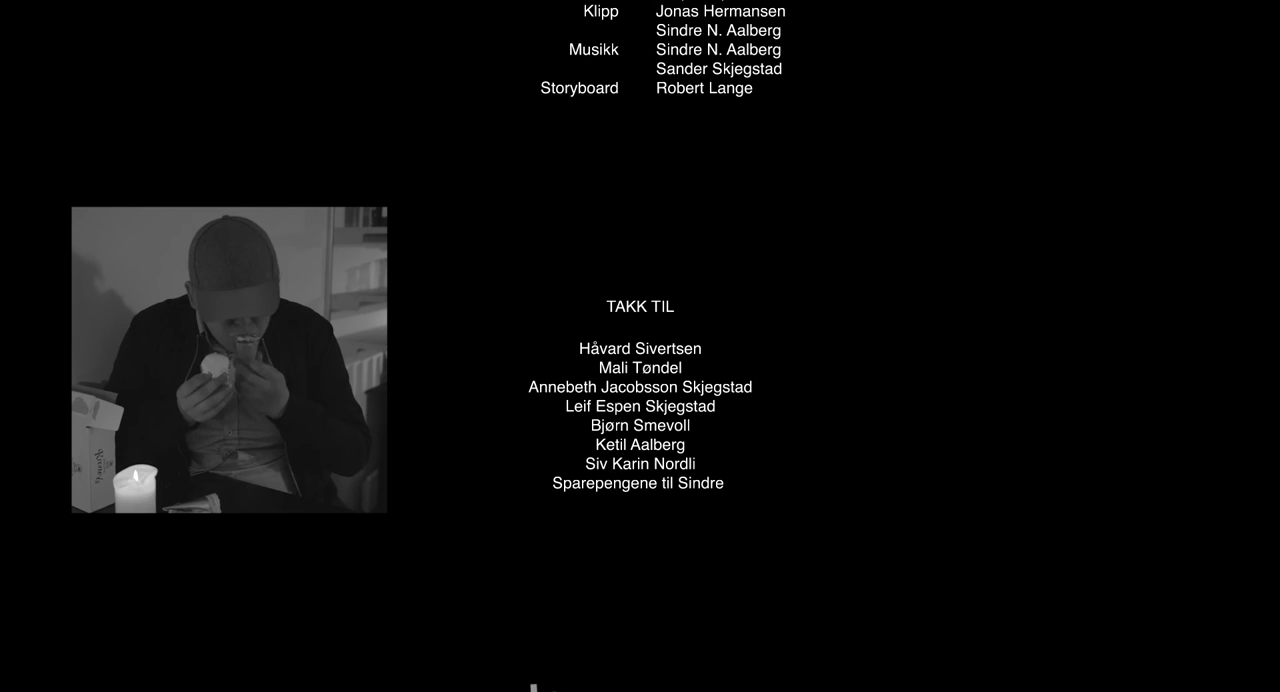 Klipp Jonas Hermansen
Sindre N. Aalberg
Musikk Sindre N. Aalberg
Sander Skjegstad
Storyboard Robert Lange
TAKK TIL
Håvard Sivertsen
Mali Tøndel
Annebeth Jacobsson Skjegstad
Leif Espen Skjegstad
Bjørn Smevoll
Ketil Aalberg
Siv Karin Nordli
Sparepengene til Sindre